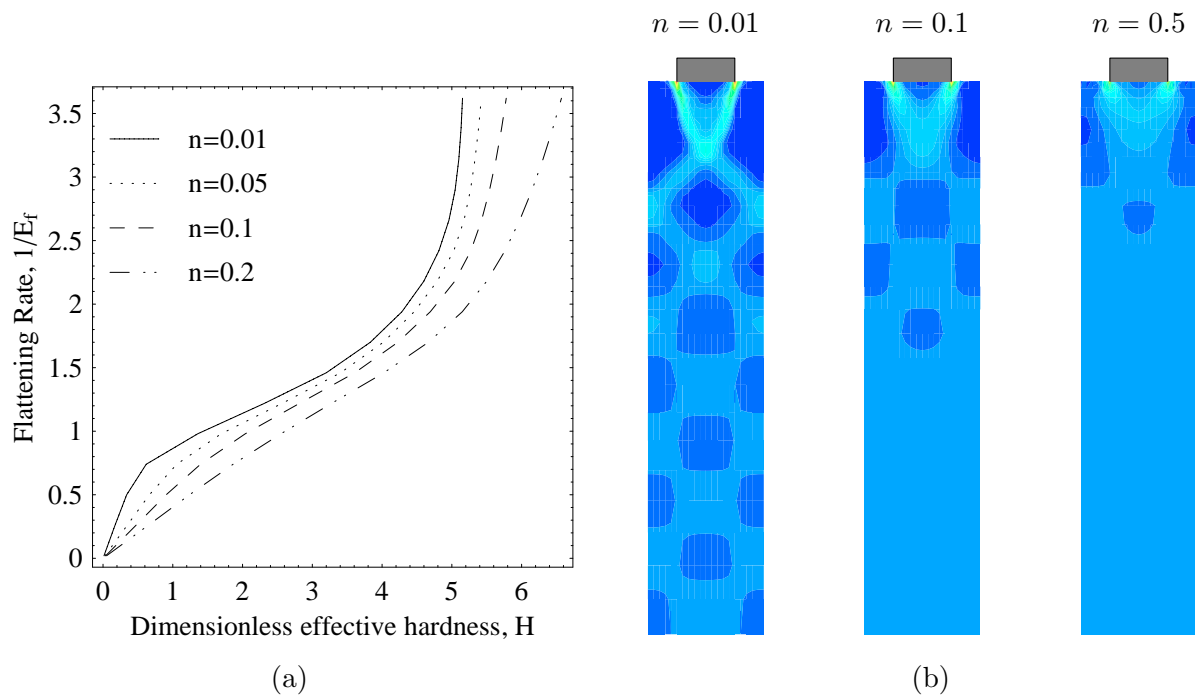 n = 0.01
n = 0.1
n = 0.5
3.5
3
2.5
2
1.5
1
0.5
0
Flattening Rate, 1/E_f
n=0.01
n=0.05
n=0.1
n=0.2
0 1 2 3 4 5 6
Dimensionless effective hardness, H
(a)
(b)